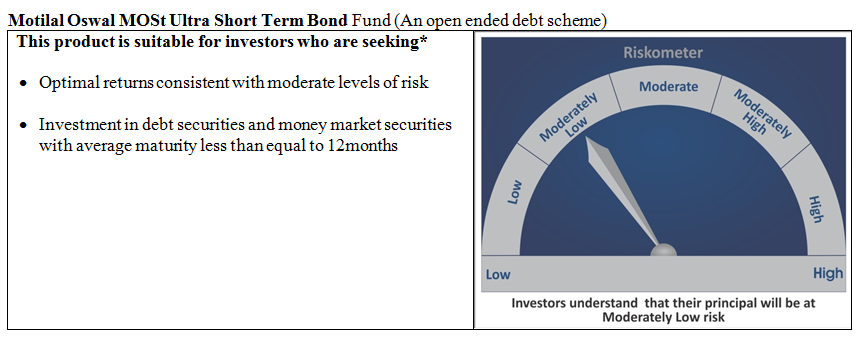 Motilal Oswal MOSt Ultra Short Term Bond Fund (An open ended debt scheme)
This product is suitable for investors who are seeking*
• Optimal returns consistent with moderate levels of risk
• Investment in debt securities and money market securities
with average maturity less than equal to 12months
Riskometer
Low
Moderately
Low
Moderate
Moderately
High
High
Low
High
Investors understand that their principal will be at
Moderately Low risk